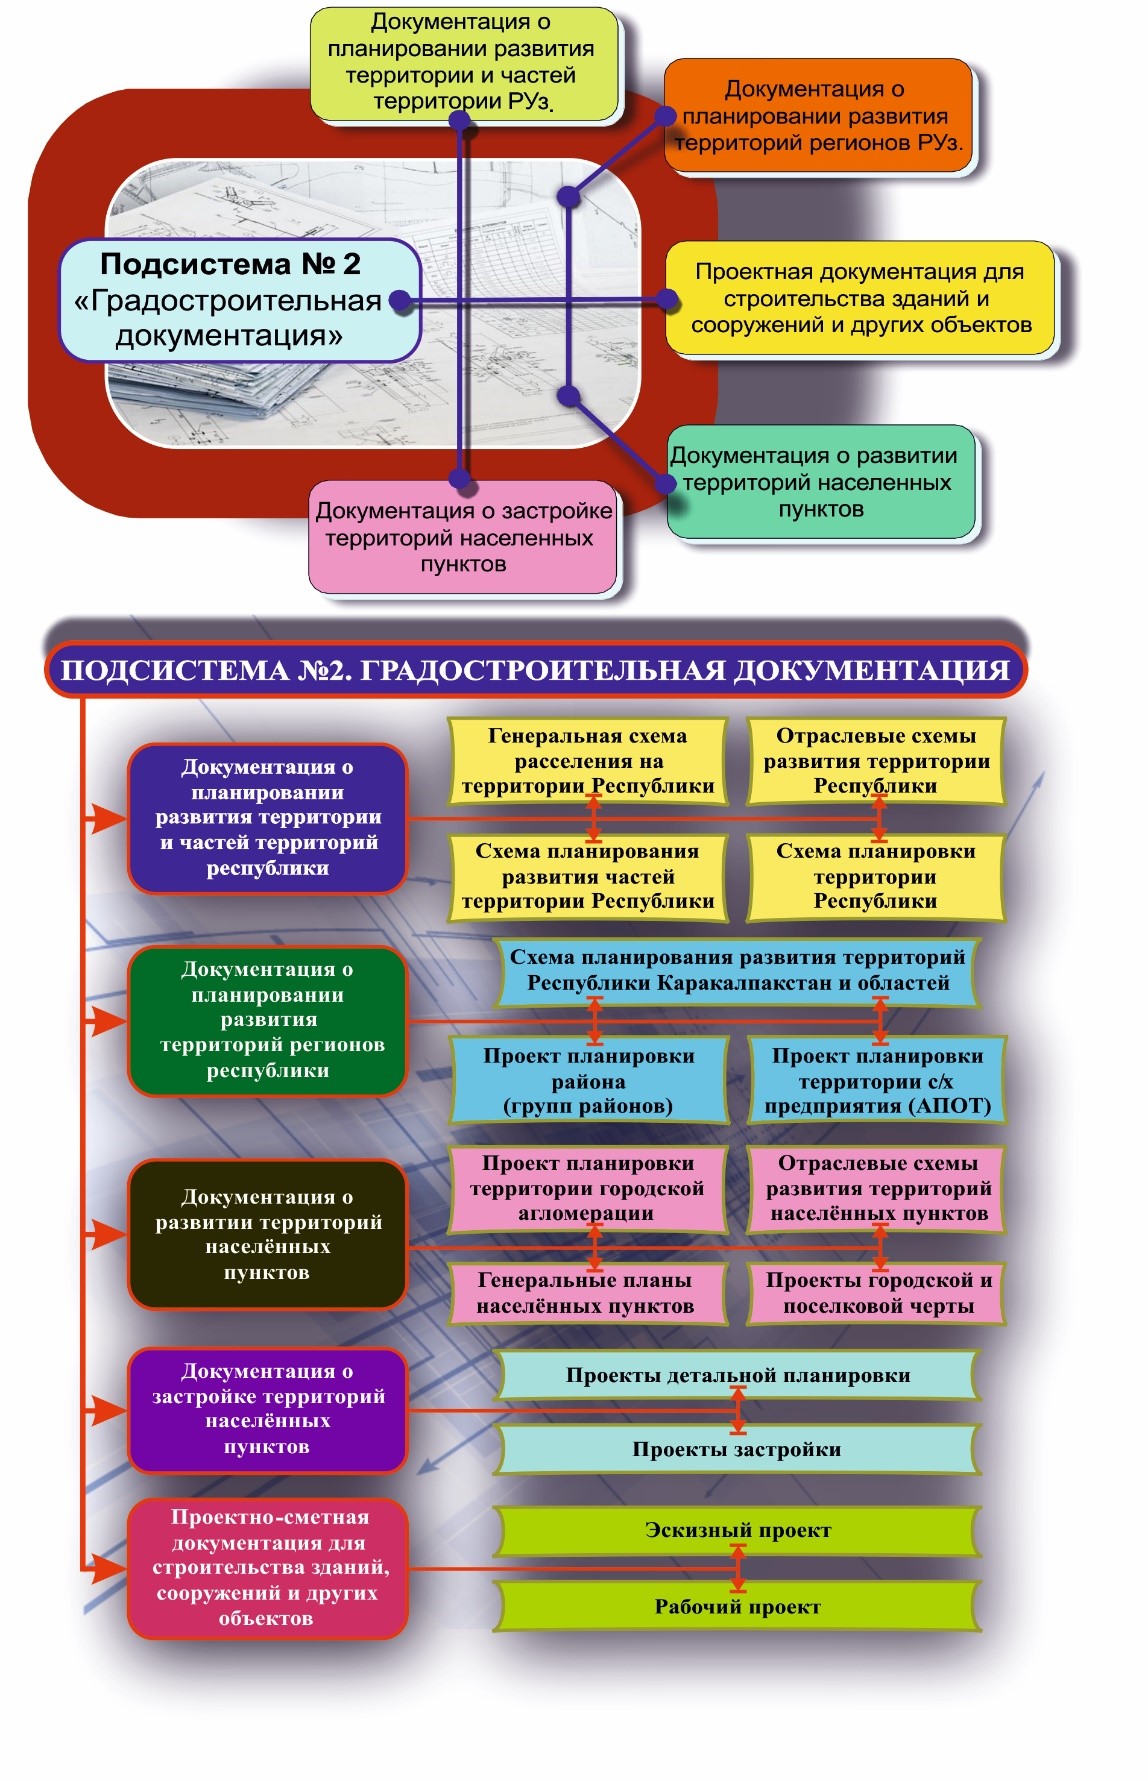 Документация о
планировании развития
территории и частей
территории РУз.
Документация о
планировании развития
территорий регионов РУз.
Подсистема № 2
«Градостроительная
документация»
Проектная документация для
строительства зданий и
сооружений и других объектов
Документация о развитии
территорий населенных
пунктов
Документация о застройке
территорий населенных
пунктов
ПОДСИСТЕМА №2. ГРАДОСТРОИТЕЛЬНАЯ ДОКУМЕНТАЦИЯ
Документация о
планировании
развития территории
и частей территорий
республики
Генеральная схема
расселения на
территории Республики
Отраслевые схемы
развития территории
Республики
Схема планирования
развития частей
территории Республики
Схема планировки
территории
Республики
Документация о
планировании
развития
территорий регионов
республики
Схема планирования развития территорий
Республики Каракалпакстан и областей
Проект планировки
района
(групп районов)
Проект планировки
территории с/х
предприятия (АПОТ)
Документация о
развитии территорий
населённых
пунктов
Проект планировки
территории городской
агломерации
Отраслевые схемы
развития территорий
населённых пунктов
Генеральные планы
населённых пунктов
Проекты городской и
поселковой черты
Документация о
застройке территорий
населённых
пунктов
Проекты детальной планировки
Проекты застройки
Проектно-сметная
документация для
строительства зданий,
сооружений и других
объектов
Эскизный проект
Рабочий проект